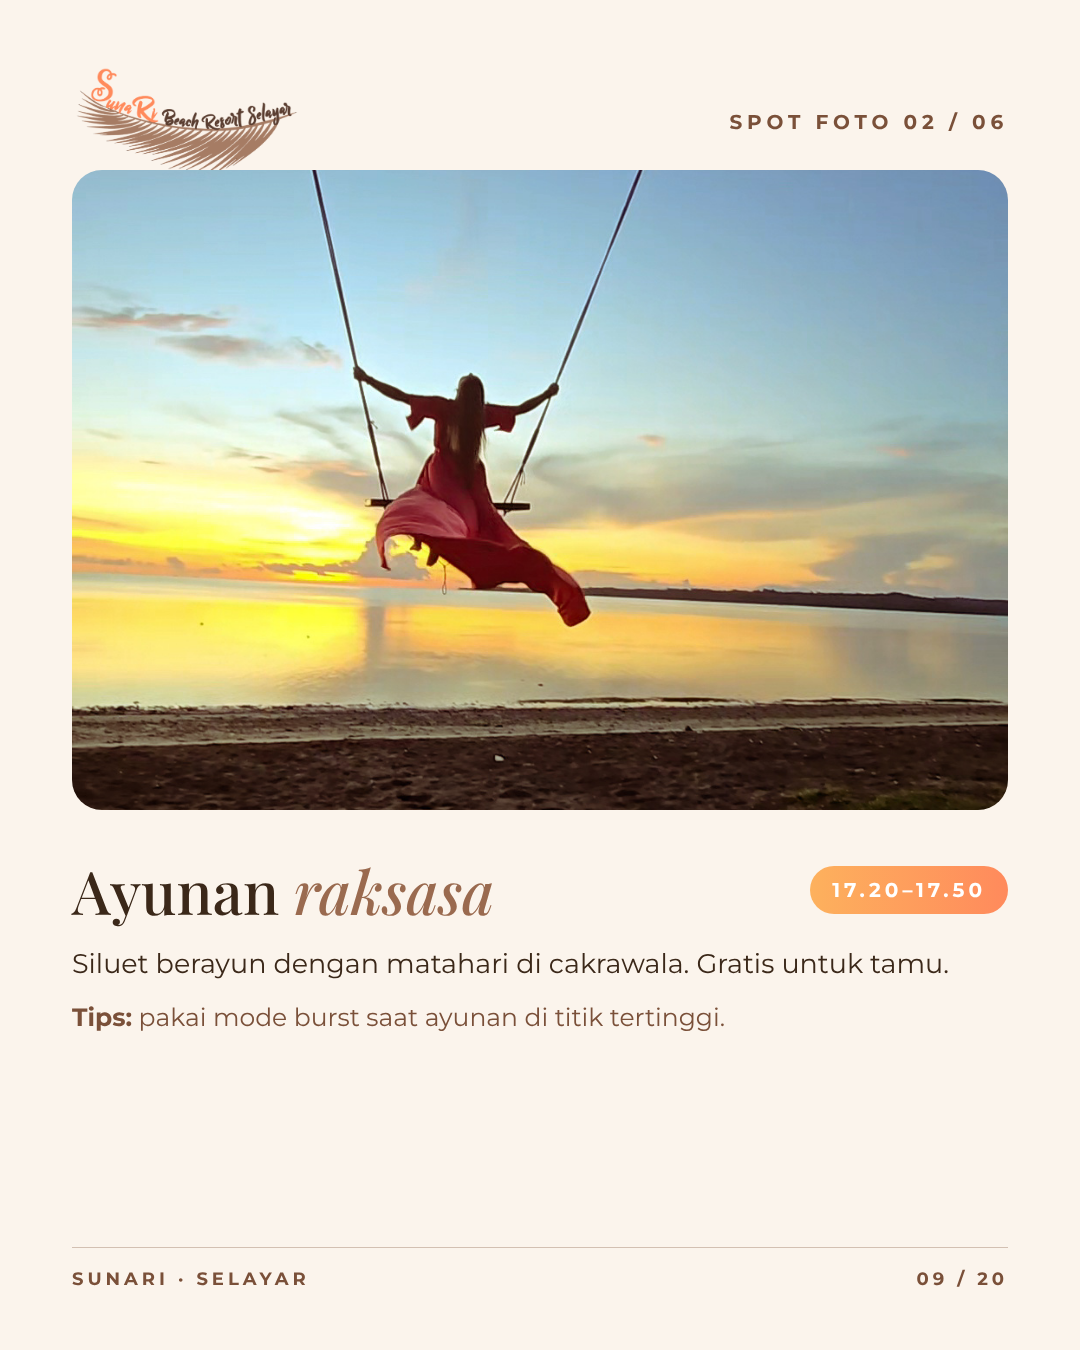 SunaRi Beach Resort Selayar
SPOT FOTO 02 / 06
Ayunan raksasa
17.20–17.50
Siluet berayun dengan matahari di cakrawala. Gratis untuk tamu.
Tips: pakai mode burst saat ayunan di titik tertinggi.
SUNARI · SELAYAR
09 / 20